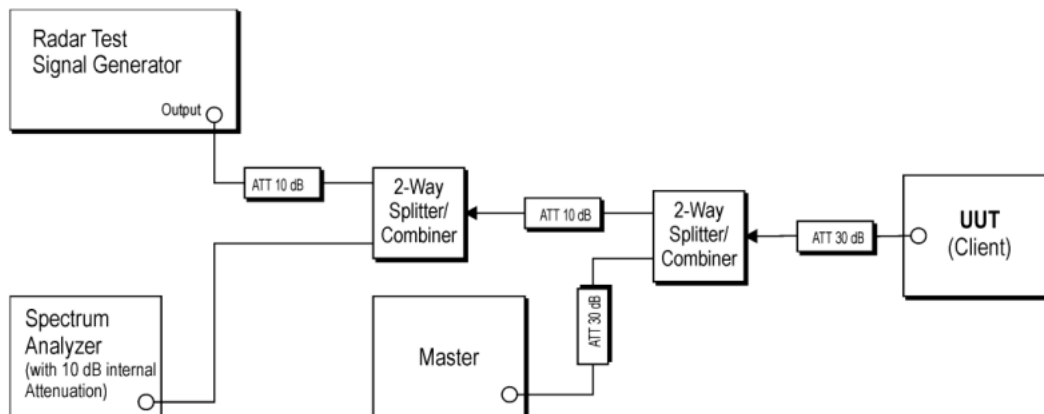 Radar Test
Signal Generator
Output
ATT 10 dB
2-Way
Splitter/
Combiner
ATT 10 dB
2-Way
Splitter/
Combiner
ATT 30 dB
UUT
(Client)
Spectrum
Analyzer
(with 10 dB internal
Attenuation)
Master
ATT 30 dB